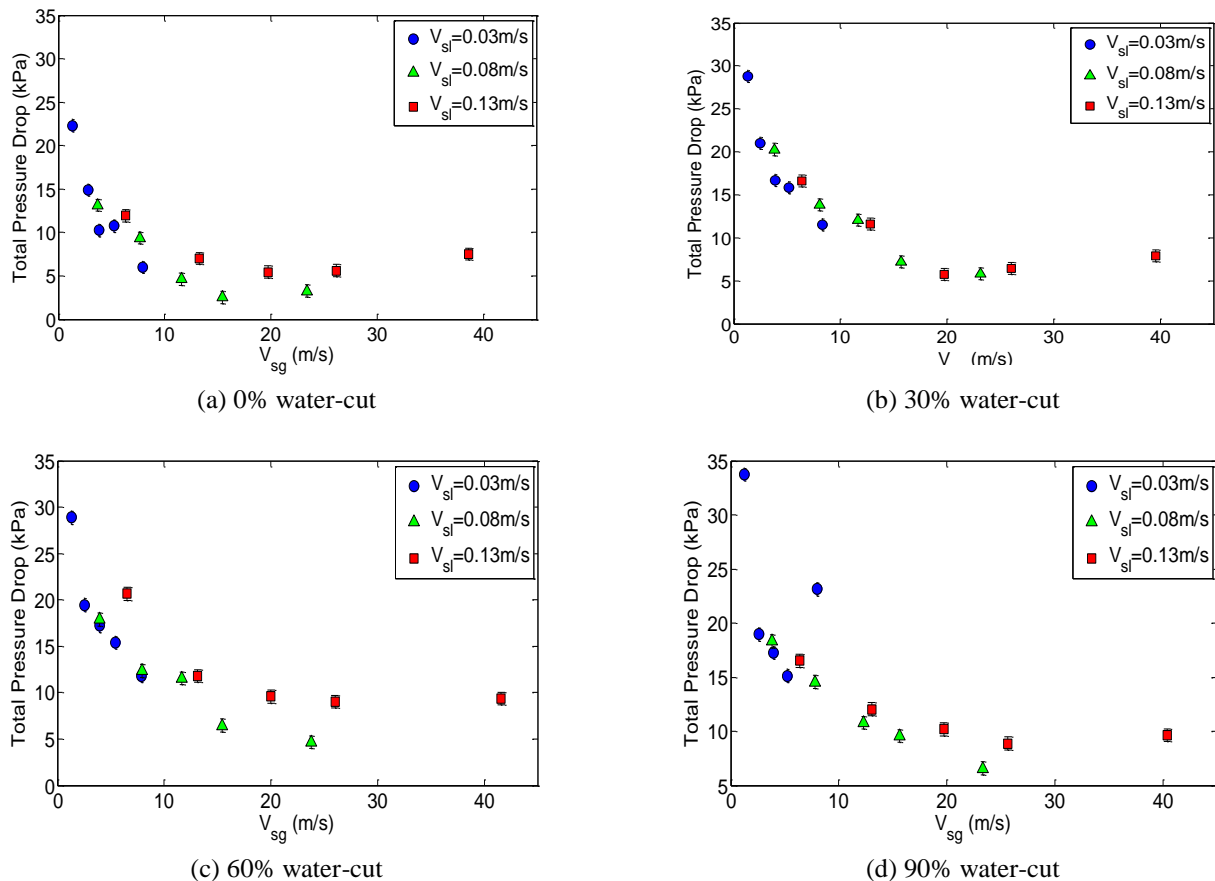 35
30
25
20
15
10
5
0
Total Pressure Drop (kPa)
V_sl=0.03m/s
V_sl=0.08m/s
V_sl=0.13m/s
0 10 20 30 40
V_sg (m/s)
(a) 0% water-cut
35
30
25
20
15
10
5
0
Total Pressure Drop (kPa)
V_sl=0.03m/s
V_sl=0.08m/s
V_sl=0.13m/s
0 10 20 30 40
V (m/s)
(b) 30% water-cut
35
30
25
20
15
10
5
0
Total Pressure Drop (kPa)
V_sl=0.03m/s
V_sl=0.08m/s
V_sl=0.13m/s
0 10 20 30 40
V_sg (m/s)
(c) 60% water-cut
35
30
25
20
15
10
5
Total Pressure Drop (kPa)
V_sl=0.03m/s
V_sl=0.08m/s
V_sl=0.13m/s
0 10 20 30 40
V_sg (m/s)
(d) 90% water-cut